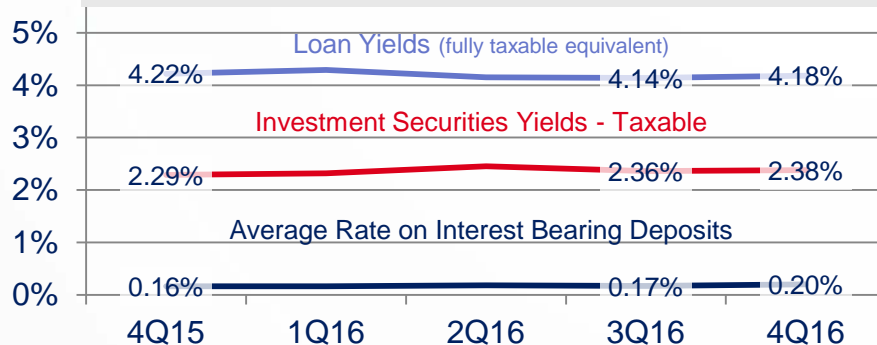 5%
Loan Yields (fully taxable equivalent)
4.22% 4.14% 4.18%
4%
Investment Securities Yields - Taxable
3%
2.29% 2.36% 2.38%
2%
Average Rate on Interest Bearing Deposits
1%
0.16% 0.17% 0.20%
0%
4Q15 1Q16 2Q16 3Q16 4Q16